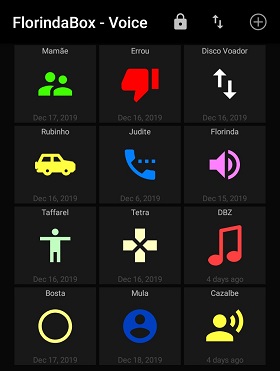 FlorindaBox - Voice
Mamãe Errou Disco Voador
Dec 17, 2019 Dec 16, 2019 Dec 16, 2019
Rubinho Judite Florinda
Dec 16, 2019 Dec 6, 2019 Dec 15, 2019
Taffarel Tetra DBZ
Dec 16, 2019 Dec 16, 2019 4 days ago
Bosta Mula Cazalbe
Dec 17, 2019 Dec 18, 2019 4 days ago